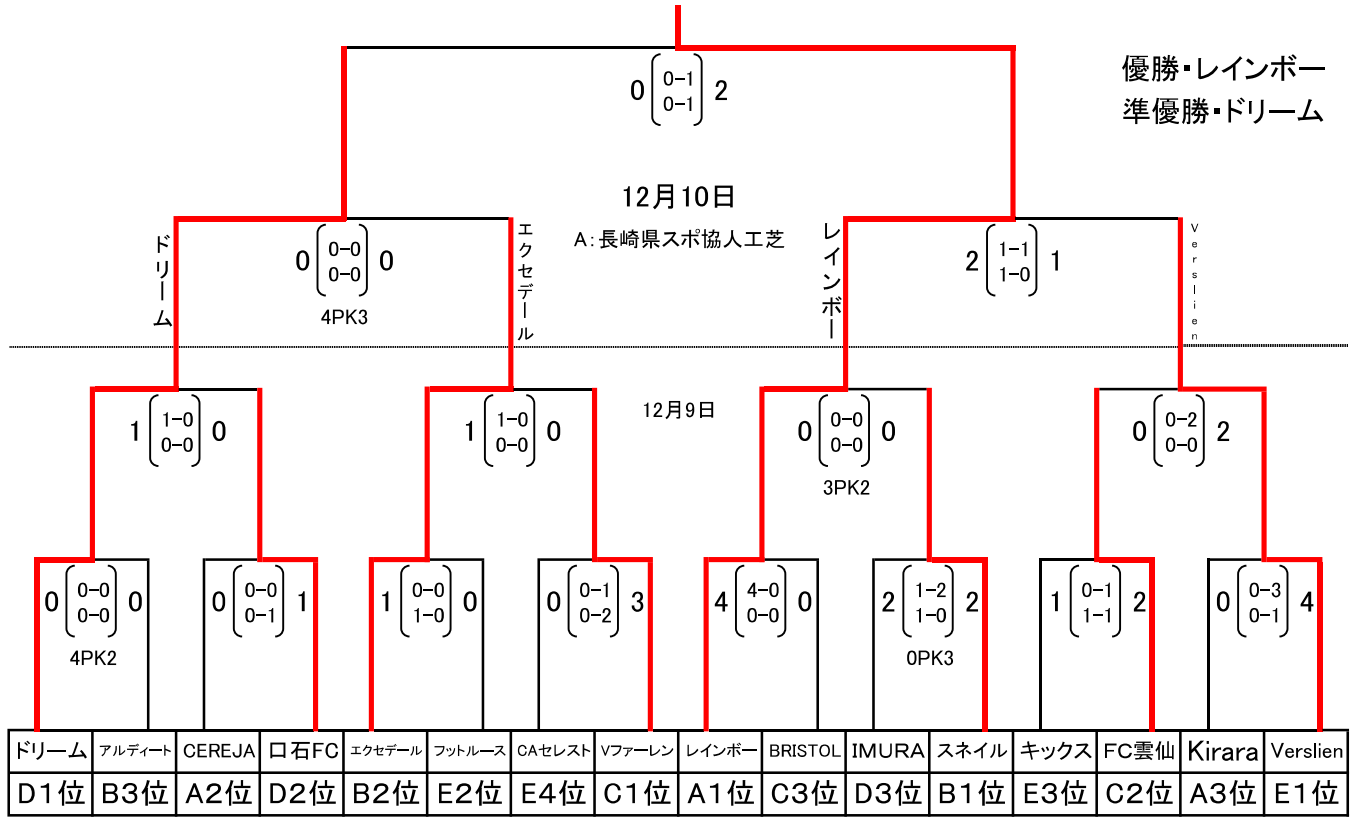 優勝・レインボー
準優勝・ドリーム
0 0-1 2
0-1
12月10日
A:長崎県スポ協人工芝
ドリーム
エクセデール
レインボー
Verslien
0 0-0 0
0-0
4PK3
2 1-1 1
1-0
12月9日
1 1-0 0
0-0
1 1-0 0
0-0
0 0-0 0
0-0
3PK2
0 0-2 2
0-0
0 0-0 0
0-0
4PK2
0 0-0 1
0-1
1 0-0 0
1-0
0 0-1 3
0-2
4 4-0 0
0-0
2 1-2 2
1-0
0PK3
1 0-1 2
1-1
0 0-3 4
0-1
ドリーム アルディート CEREJA 口石FC エクセデール フットルース CAセレスト Vファーレン レインボー BRISTOL IMURA スネイル キックス FC雲仙 Kirara Verslien
D1位 B3位 A2位 D2位 B2位 E2位 E4位 C1位 A1位 C3位 D3位 B1位 E3位 C2位 A3位 E1位